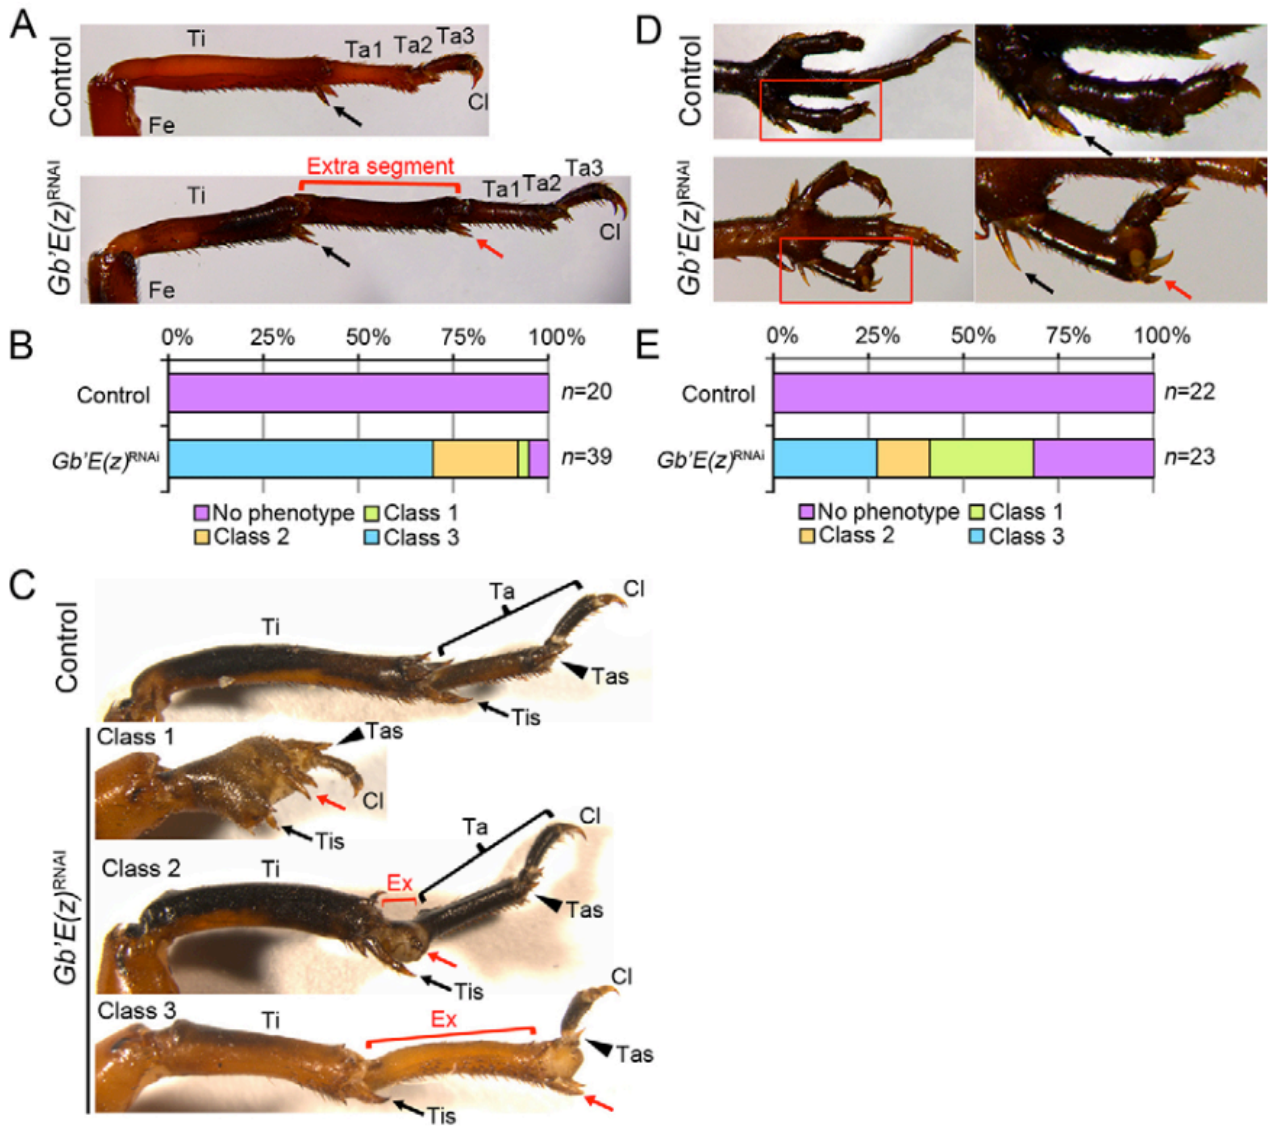 A
Control
Ti
Ta1
Ta2
Ta3
Cl
Fe
Gb'E(z)RNAi
Extra segment
Ti
Ta1
Ta2
Ta3
Cl
Fe
B
0% 25% 50% 75% 100%
Control
n=20
Gb'E(z)RNAi
n=39
No phenotype Class 1
Class 2 Class 3
C
Control
Ti
Ta
Cl
Tas
Tis
Gb'E(z)RNAi
Class 1
Tas
Cl
Tis
Class 2
Ti
Ex
Ta
Cl
Tas
Tis
Class 3
Ti
Ex
Cl
Tas
Tis
D
Control
Gb'E(z)RNAi
E
0% 25% 50% 75% 100%
Control
n=22
Gb'E(z)RNAi
n=23
No phenotype Class 1
Class 2 Class 3